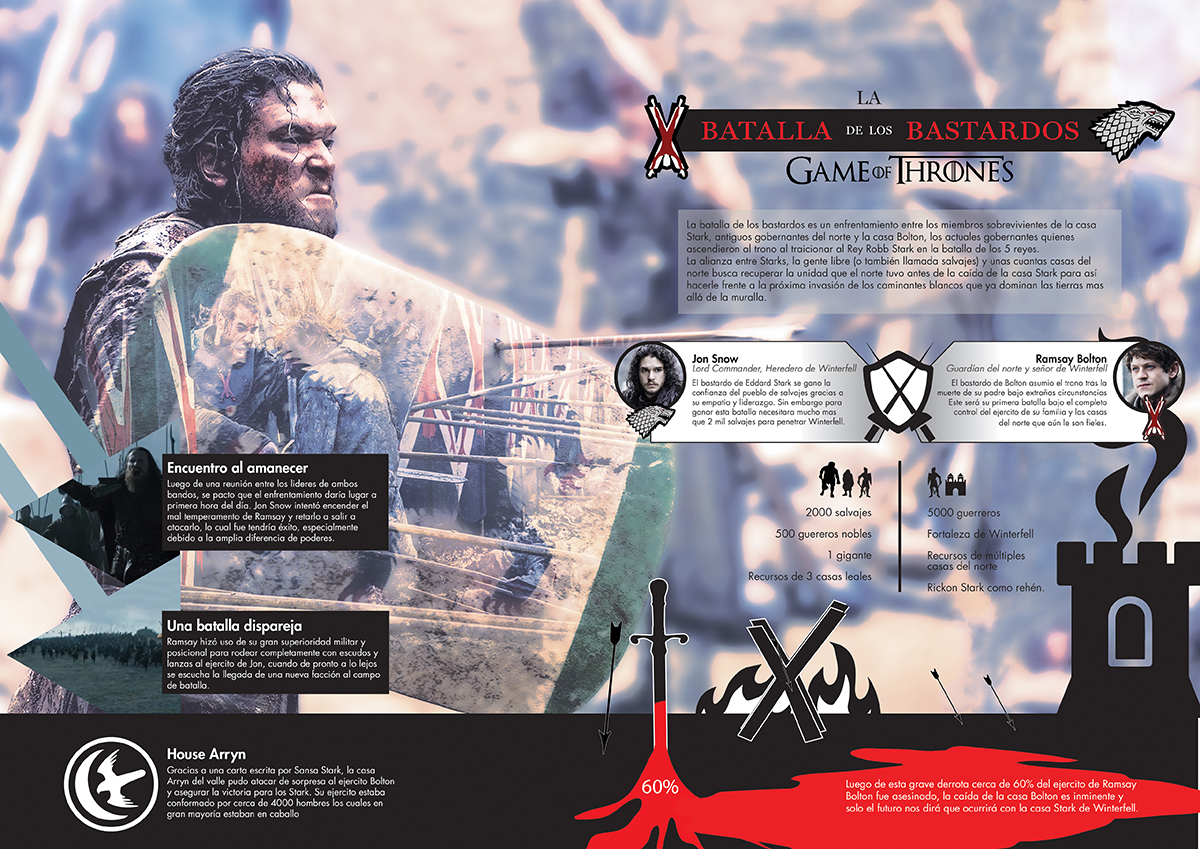 LA
BATALLA DE LOS BASTARDOS
GAME OF THRONES
La batalla de los bastardos es un enfrentamiento entre los miembros sobrevivientes de la casa
Stark, antiguos gobernantes del norte y la casa Bolton, los actuales gobernantes quienes
ascendieron al trono al traicionar al Rey Robb Stark en la batalla de los 5 reyes.
La alianza entre Starks, la gente libre (o también llamada salvajes) y unas cuantas casas del
norte busca recuperar la unidad que el norte tuvo antes de la caída de la casa Stark para así
hacerle frente a la próxima invasión de los caminantes blancos que ya dominan las tierras mas
allá de la muralla.
Jon Snow
Lord Commander, Heredero de Winterfell
El bastardo de Eddard Stark se gano la
confianza del pueblo de salvajes gracias a
su empatia y liderazgo. Sin embargo para
ganar esta batalla necesitara mucho mas
que 2 mil salvajes para penetrar Winterfell.
Ramsay Bolton
Guardían del norte y señor de Winterfell
El bastardo de Bolton asumio el trono tras la
muerte de su padre bajo extraños circunstancias
Este será su primera batalla bajo el completo
control del ejercito de su familia y las casas
del norte que aún le son fieles.
2000 salvajes
500 guereros nobles
1 gigante
Recursos de 3 casas leales
5000 guerreros
Fortaleza de Winterfell
Recursos de múltiples
casas del norte
Rickon Stark como rehén.
Encuentro al amanecer
Luego de una reunión entre los lideres de ambos
bandos, se pacto que el enfrentamiento daría lugar a
primera hora del día. Jon Snow intentó encender el
mal temperamento de Ramsay y retarlo a salir a
atocarlo, lo cual fue tendría éxito, especialmente
debido a la amplia diferencia de poderes.
Una batalla dispareja
Ramsay hizó uso de su gran superioridad militar y
posicional para rodear completamente con escudos y
lanzas al ejercito de Jon, cuando de pronto a lo lejos
se escucha la llegada de una nueva facción al campo
de batalla.
House Arryn
Gracias a una carta escrita por Sansa Stark, la casa
Arryn del valle pudo atacar de sorpresa al ejercito Bolton
y asegurar la victoria para los Stark. Su ejercito estaba
conformado por cerca de 4000 hombres los cuales en
gran mayoría estaban en caballo
60%
Luego de esta grave derrota cerca de 60% del ejercito de Ramsay
Bolton fue asesinado, la caída de la casa Bolton es inminente y
solo el futuro nos dirá que ocurrirá con la casa Stark de Winterfell.